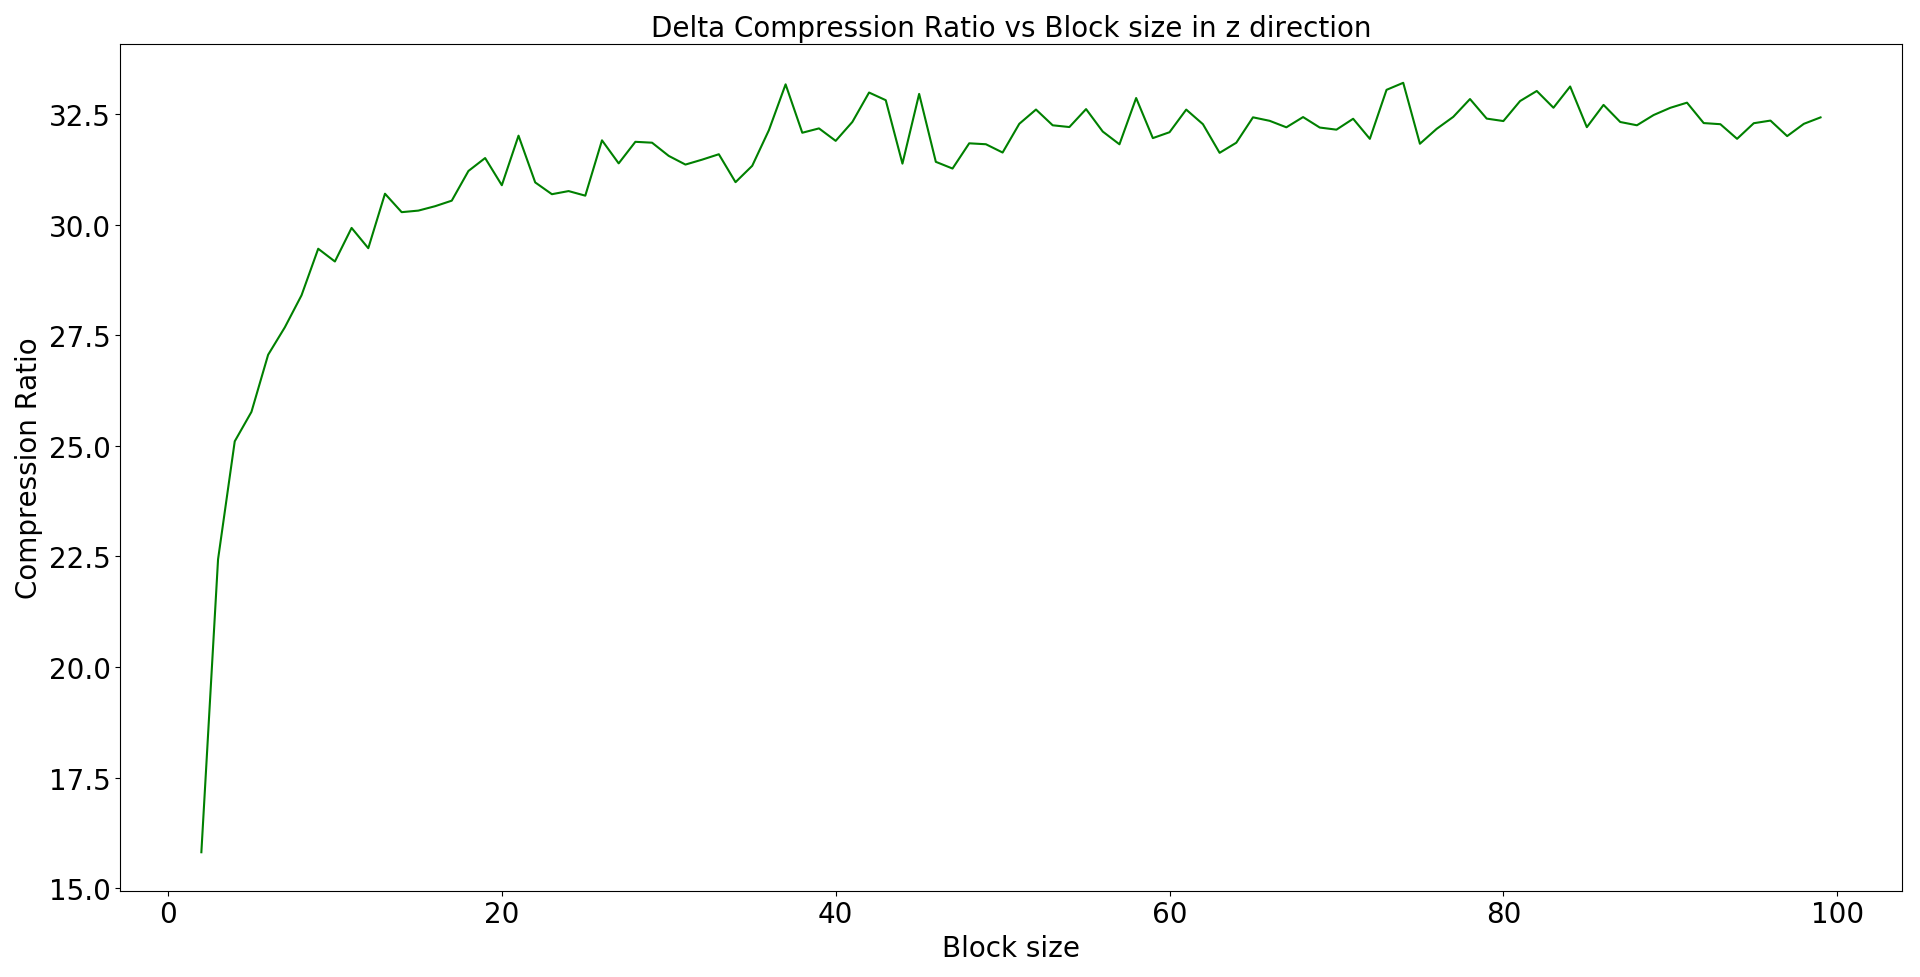 Delta Compression Ratio vs Block size in z direction
Compression Ratio
32.5
30.0
27.5
25.0
22.5
20.0
17.5
15.0
0 20 40 60 80 100
Block size